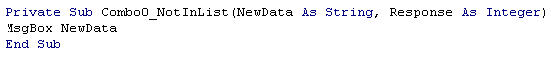 Private Sub Combo0_NotInList(NewData As String, Response As Integer)
MsgBox NewData
End Sub